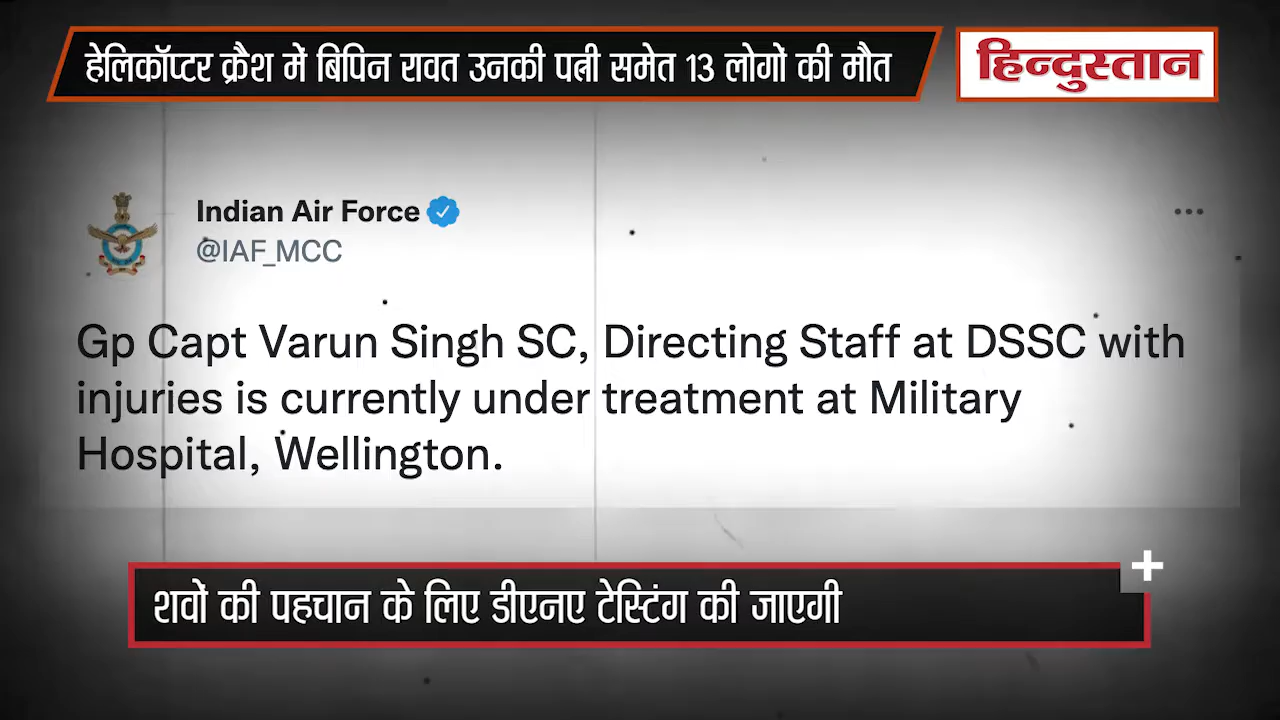 हेलिकॉप्टर क्रैश में बिपिन रावत उनकी पत्नी समेत 13 लोगों की मौत
हिन्दुस्तान
Indian Air Force
@IAF_MCC
Gp Capt Varun Singh SC, Directing Staff at DSSC with
injuries is currently under treatment at Military
Hospital, Wellington.
शवों की पहचान के लिए डीएनए टेस्टिंग की जाएगी